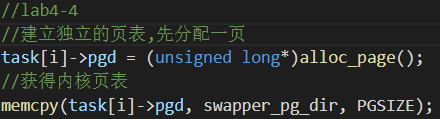 //lab4-4
//建立独立的页表,先分配一页
task[i]->pgd = (unsigned long*)alloc_page();
//获得内核页表
memcpy(task[i]->pgd, swapper_pg_dir, PGSIZE);